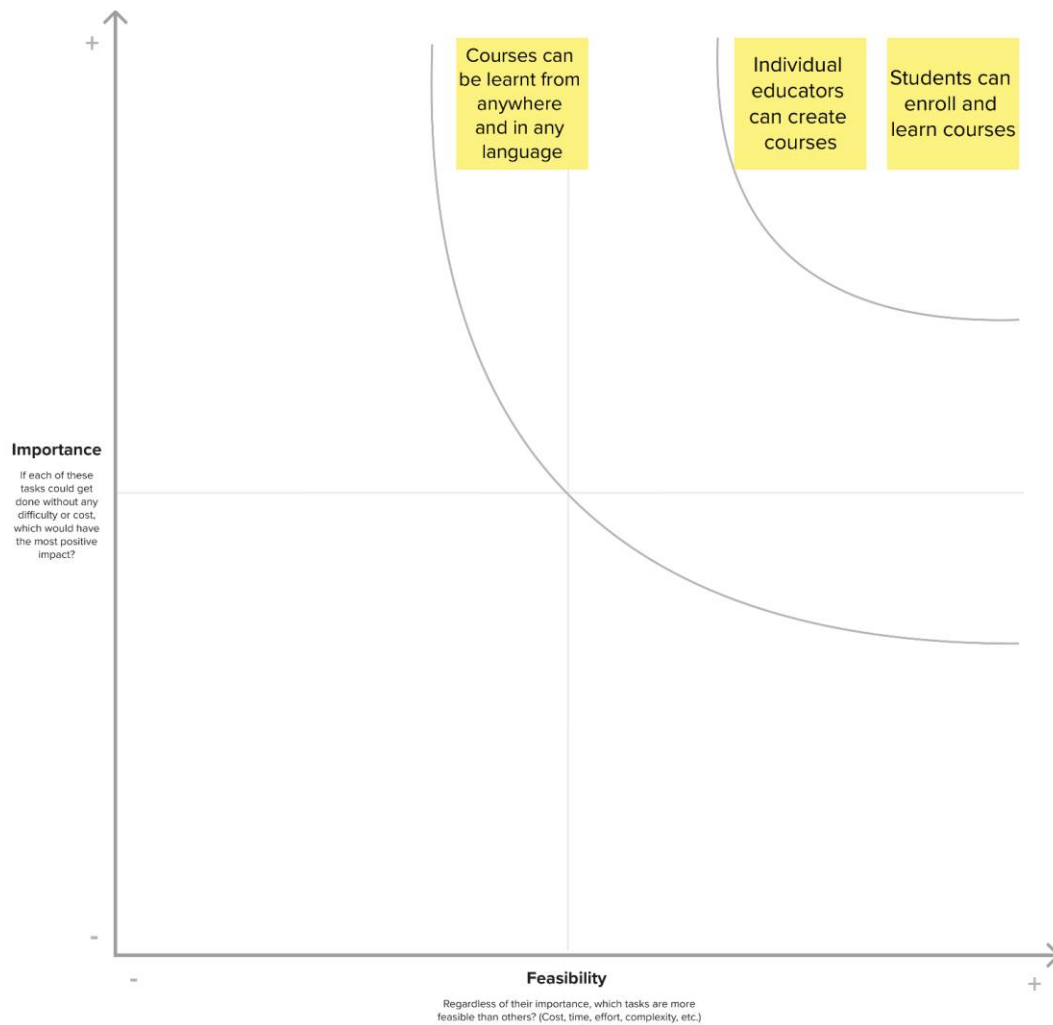 +
Courses can
be learnt from
anywhere
and in any
language
Individual
educators
can create
courses
Students can
enroll and
learn courses
Importance
If each of these
tasks could get
done without any
difficulty or cost,
which would have
the most positive
impact?
-
-
Feasibility
+
Regardless of their importance, which tasks are more
feasible than others? (Cost, time, effort, complexity, etc.)